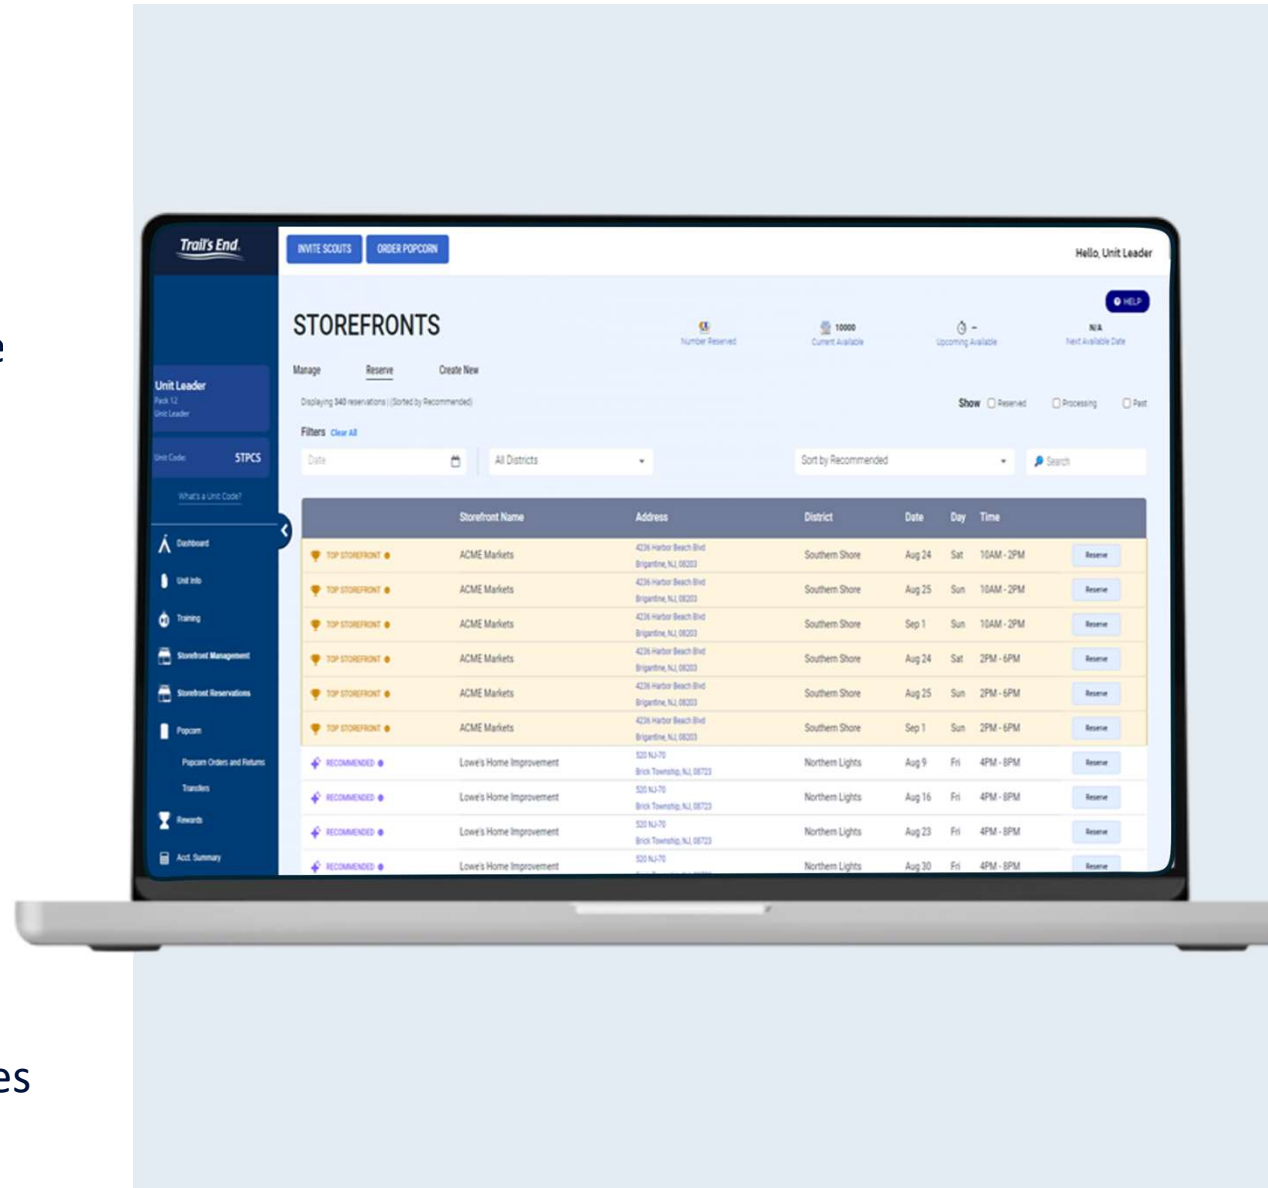 e
es
Trail's End.
INVITE SCOUTS ORDER POPCORN
Hello, Unit Leader
HELP
STOREFRONTS
Number Reserved
10000
Current Available
–
Upcoming Available
N/A
Next Available Date
Manage Reserve Create New
Displaying 340 reservations | (Sorted by Recommended)
Show Reserved Processing Past
Filters Clear All
Date All Districts Sort by Recommended Search
Unit Leader
Pack 12
Unit Leader
Unit Code: 5TPCS
What's a Unit Code?
Dashboard
Unit Info
Training
Storefront Management
Storefront Reservations
Popcorn
Popcorn Orders and Returns
Transfers
Rewards
Acct. Summary
Storefront Name Address District Date Day Time
TOP STOREFRONT ACME Markets 4236 Harbor Beach Blvd Southern Shore Aug 24 Sat 10AM - 2PM Reserve
Brigantine, NJ, 08203
TOP STOREFRONT ACME Markets 4236 Harbor Beach Blvd Southern Shore Aug 25 Sun 10AM - 2PM Reserve
Brigantine, NJ, 08203
TOP STOREFRONT ACME Markets 4236 Harbor Beach Blvd Southern Shore Sep 1 Sun 10AM - 2PM Reserve
Brigantine, NJ, 08203
TOP STOREFRONT ACME Markets 4236 Harbor Beach Blvd Southern Shore Aug 24 Sat 2PM - 6PM Reserve
Brigantine, NJ, 08203
TOP STOREFRONT ACME Markets 4236 Harbor Beach Blvd Southern Shore Aug 25 Sun 2PM - 6PM Reserve
Brigantine, NJ, 08203
TOP STOREFRONT ACME Markets 4236 Harbor Beach Blvd Southern Shore Sep 1 Sun 2PM - 6PM Reserve
Brigantine, NJ, 08203
RECOMMENDED Lowe's Home Improvement 520 NJ-70 Northern Lights Aug 9 Fri 4PM - 8PM Reserve
Brick Township, NJ, 08723
RECOMMENDED Lowe's Home Improvement 520 NJ-70 Northern Lights Aug 16 Fri 4PM - 8PM Reserve
Brick Township, NJ, 08723
RECOMMENDED Lowe's Home Improvement 520 NJ-70 Northern Lights Aug 23 Fri 4PM - 8PM Reserve
Brick Township, NJ, 08723
RECOMMENDED Lowe's Home Improvement 520 NJ-70 Northern Lights Aug 30 Fri 4PM - 8PM Reserve